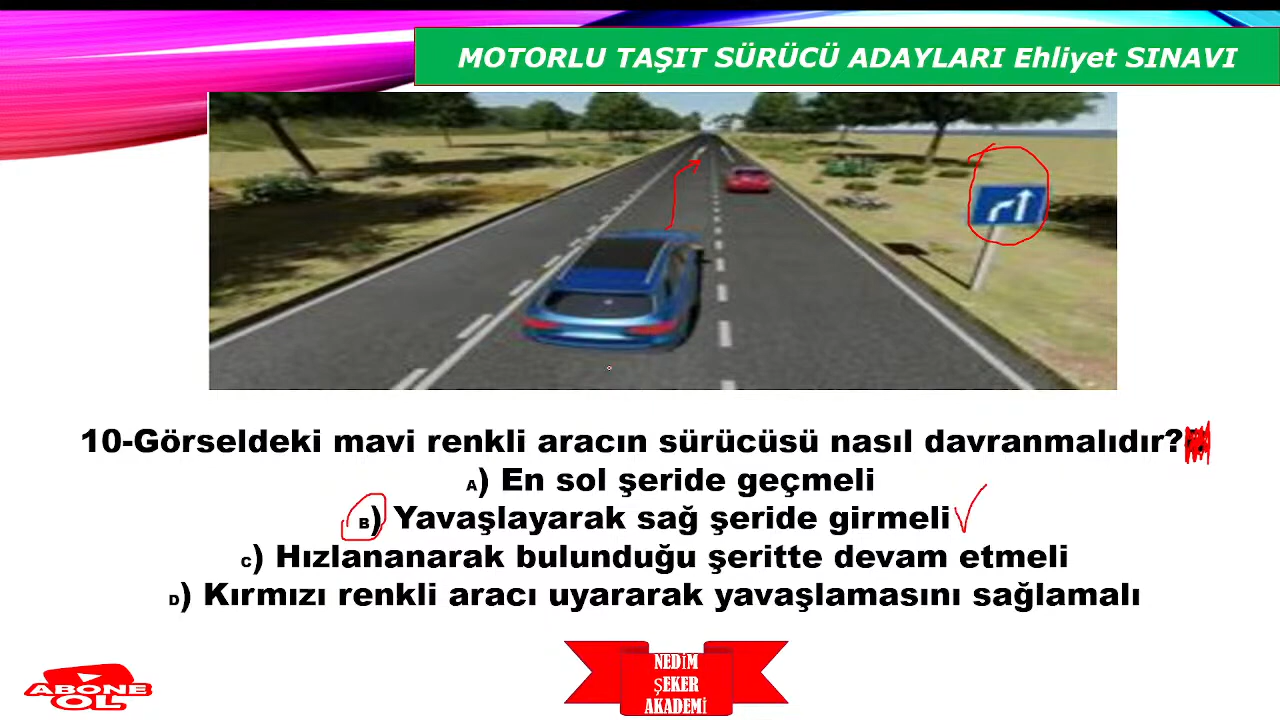 MOTORLU TAŞIT SÜRÜCÜ ADAYLARI Ehliyet SINAVI
10-Görseldeki mavi renkli aracın sürücüsü nasıl davranmalıdır?
A) En sol şeride geçmeli
B) Yavaşlayarak sağ şeride girmeli
C) Hızlananarak bulunduğu şeritte devam etmeli
D) Kırmızı renkli aracı uyararak yavaşlamasını sağlamalı
NEDİM
ŞEKER
AKADEMİ
ABONE
OL